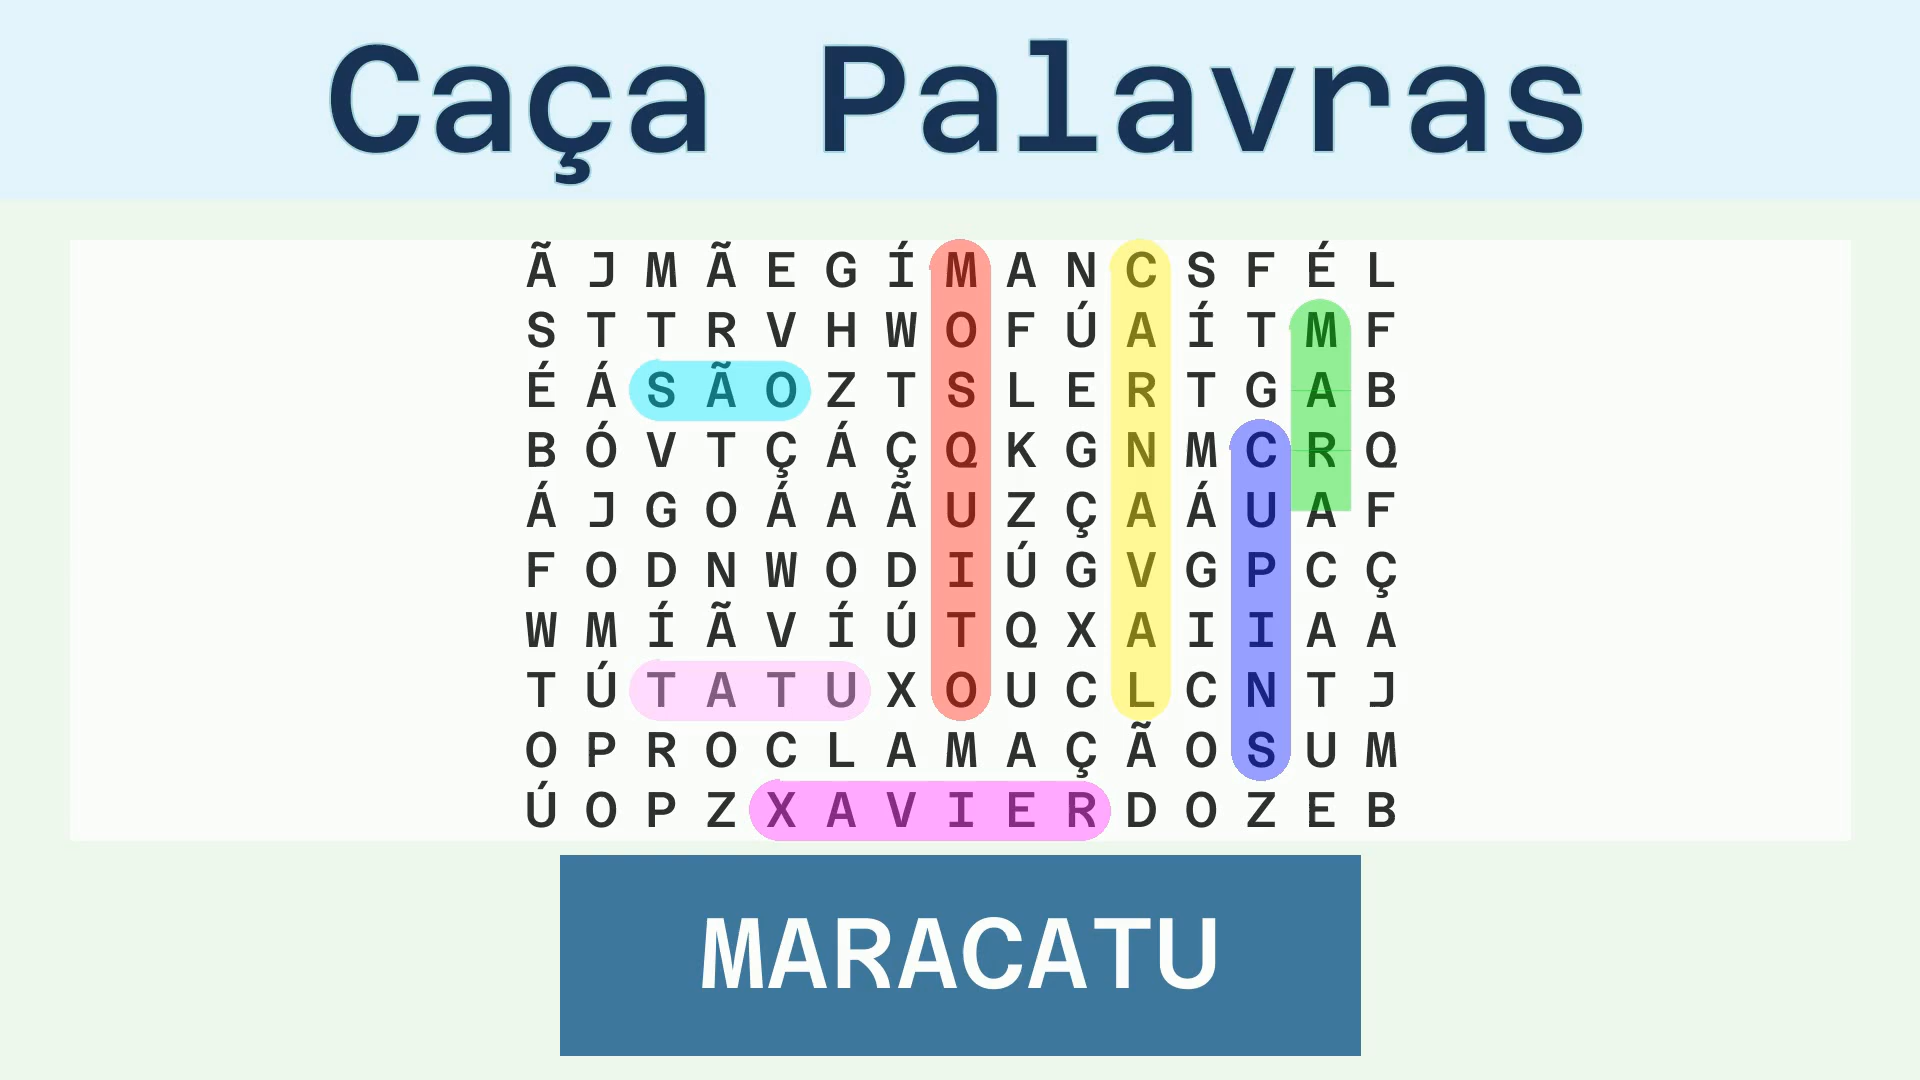 Caça Palavras
Ã J M Ã E G Í M A N C S F É L
S T T R V H W O F Ú A Í T M F
É Á S Ã O Z T S L E R T G A B
B Ó V T Ç Á Ç Q K G N M C R Q
Á J G O Á A Ã U Z Ç A Á U A F
F O D N W O D I Ú G V G P C Ç
W M Í Ã V Í Ú T Q X A I I A A
T Ú T A T U X O U C L C N T J
O P R O C L A M A Ç Ã O S U M
Ú O P Z X A V I E R D O Z E B
MARACATU